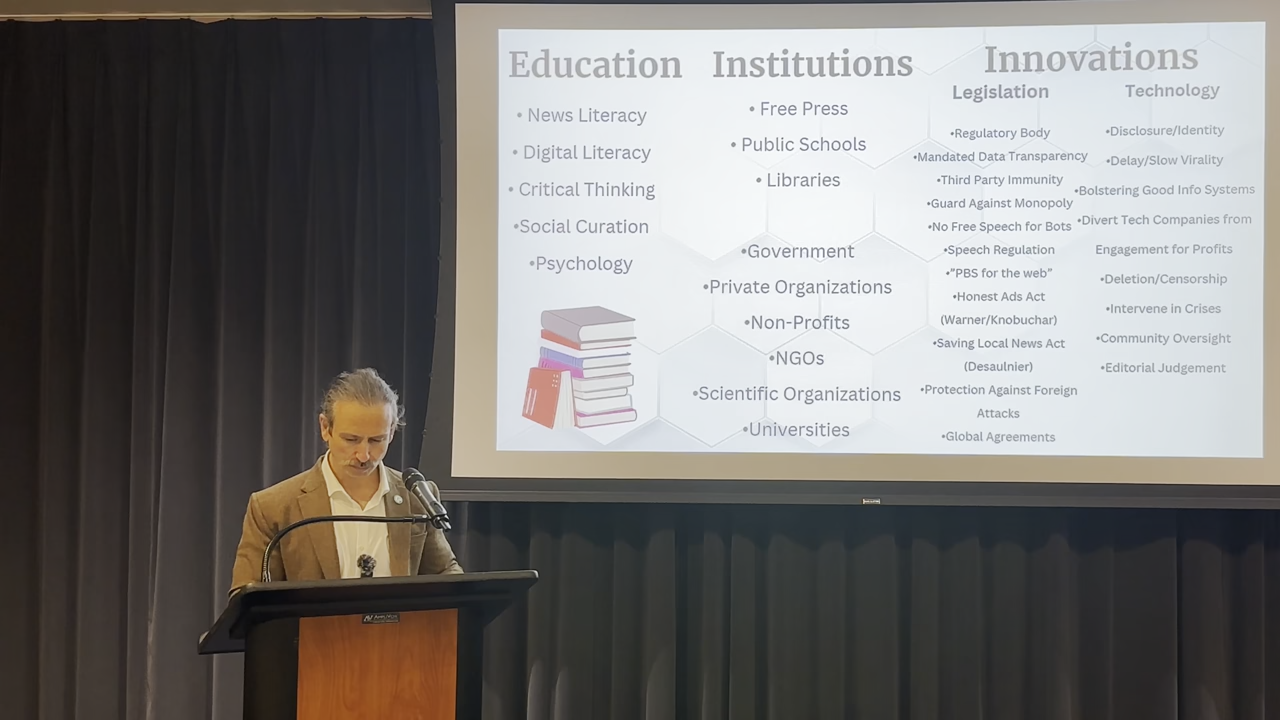 Education
• News Literacy
• Digital Literacy
• Critical Thinking
•Social Curation
•Psychology
Institutions
• Free Press
• Public Schools
• Libraries
•Government
•Private Organizations
•Non-Profits
•NGOs
•Scientific Organizations
•Universities
Innovations
Legislation
•Regulatory Body
•Mandated Data Transparency
•Third Party Immunity
•Guard Against Monopoly
•No Free Speech for Bots
•Speech Regulation
•"PBS for the web"
•Honest Ads Act
(Warner/Knobuchar)
•Saving Local News Act
(Desaulnier)
•Protection Against Foreign
Attacks
•Global Agreements
Technology
•Disclosure/Identity
•Delay/Slow Virality
•Bolstering Good Info Systems
•Divert Tech Companies from
Engagement for Profits
•Deletion/Censorship
•Intervene in Crises
•Community Oversight
•Editorial Judgement